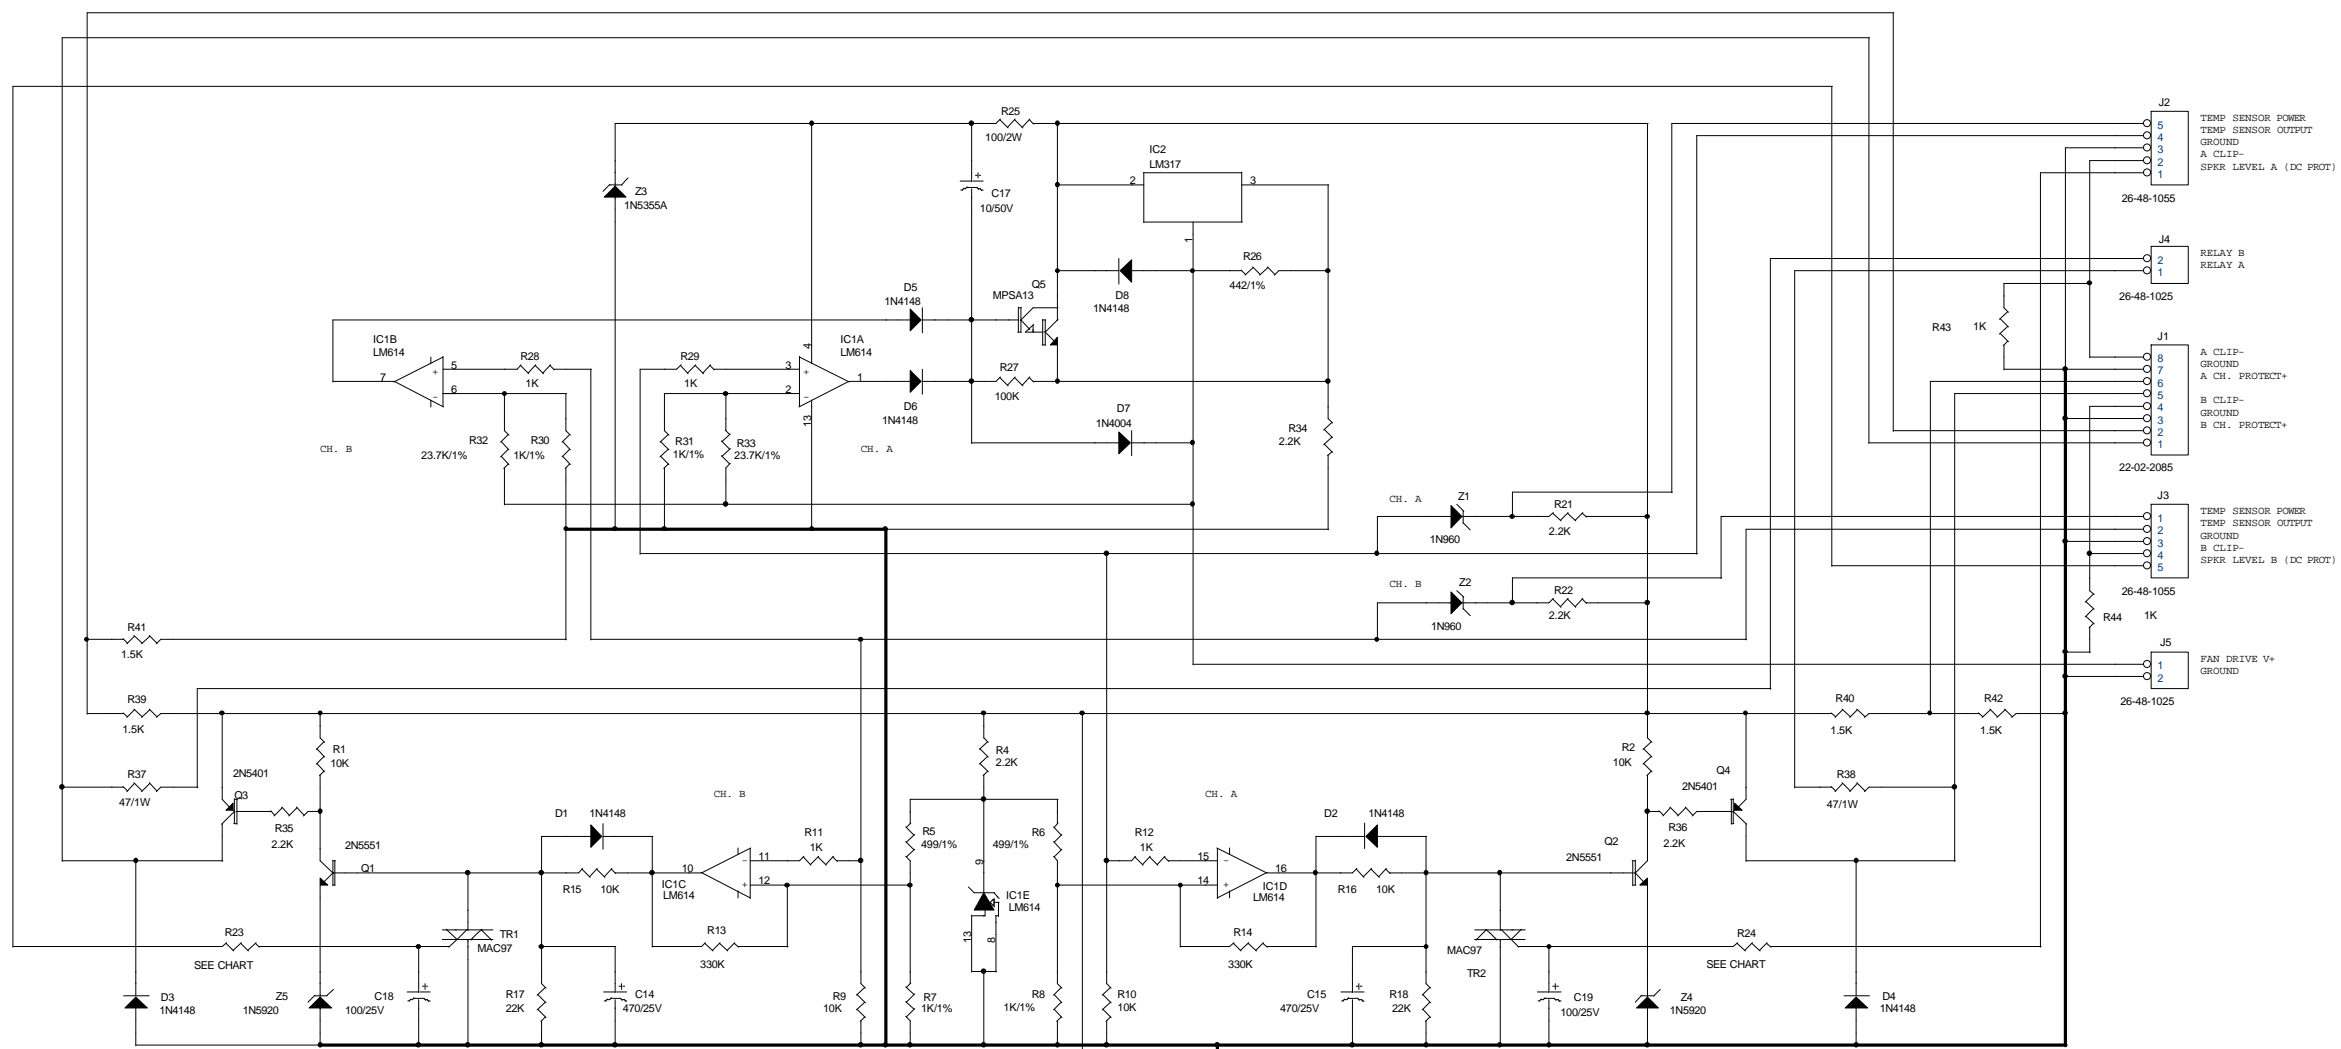 J2
TEMP SENSOR POWER
5
TEMP SENSOR OUTPUT
4
GROUND
3
A CLIP-
2
SPKR LEVEL A (DC PROT)
1
26-48-1055
R25
100/2W
IC2
LM317
2
3
1
Z3
1N5355A
C17
+
10/50V
J4
RELAY B
2
RELAY A
1
26-48-1025
R26
442/1%
Q5
MPSA13
D8
1N4148
D5
1N4148
R43
1K
J1
A CLIP-
8
GROUND
7
A CH. PROTECT+
6
5
B CLIP-
4
GROUND
3
B CH. PROTECT+
2
1
22-02-2085
IC1B
LM614
7
5
+
6
-
R28
1K
R29
1K
IC1A
LM614
4
3
+
2
-
1
13
D6
1N4148
R27
100K
D7
1N4004
R34
2.2K
CH. B
R32
23.7K/1%
R30
1K/1%
R31
1K/1%
R33
23.7K/1%
CH. A
CH. A
Z1
1N960
R21
2.2K
J3
TEMP SENSOR POWER
1
TEMP SENSOR OUTPUT
2
GROUND
3
B CLIP-
4
SPKR LEVEL B (DC PROT)
5
26-48-1055
CH. B
Z2
1N960
R22
2.2K
R44
1K
R41
1.5K
J5
FAN DRIVE V+
1
GROUND
2
26-48-1025
R39
1.5K
R40
1.5K
R42
1.5K
R1
10K
R4
2.2K
R2
10K
R37
47/1W
2N5401
Q3
R35
2.2K
CH. B
CH. A
Q4
2N5401
R38
47/1W
D1
1N4148
R11
1K
R5
499/1%
R6
499/1%
R12
1K
D2
1N4148
R36
2.2K
2N5551
Q1
Q2
2N5551
R15
10K
10
IC1C
LM614
11
-
12
+
9
IC1E
LM614
13
8
15
-
14
+
16
IC1D
LM614
R16
10K
R23
SEE CHART
TR1
MAC97
R13
330K
R14
330K
MAC97
TR2
R24
SEE CHART
D3
1N4148
Z5
1N5920
C18
+
100/25V
R17
22K
C14
+
470/25V
R9
10K
R7
1K/1%
R8
1K/1%
R10
10K
C15
+
470/25V
R18
22K
C19
+
100/25V
Z4
1N5920
D4
1N4148